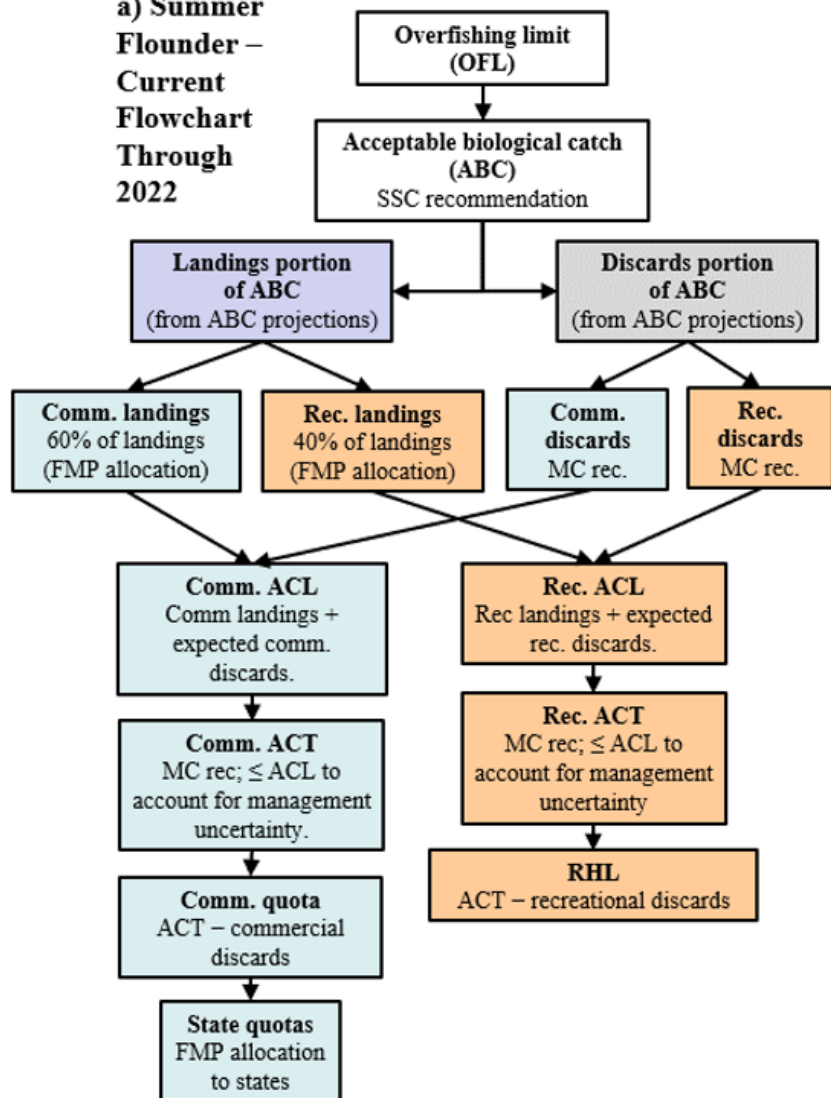 a) Summer
Flounder –
Current
Flowchart
Through
2022
Overfishing limit
(OFL)
Acceptable biological catch
(ABC)
SSC recommendation
Landings portion
of ABC
(from ABC projections)
Discards portion
of ABC
(from ABC projections)
Comm. landings
60% of landings
(FMP allocation)
Rec. landings
40% of landings
(FMP allocation)
Comm.
discards
MC rec.
Rec.
discards
MC rec.
Comm. ACL
Comm landings +
expected comm.
discards.
Rec. ACL
Rec landings + expected
rec. discards.
Comm. ACT
MC rec; ≤ ACL to
account for management
uncertainty.
Rec. ACT
MC rec; ≤ ACL to
account for management
uncertainty
Comm. quota
ACT – commercial
discards
RHL
ACT – recreational discards
State quotas
FMP allocation
to states